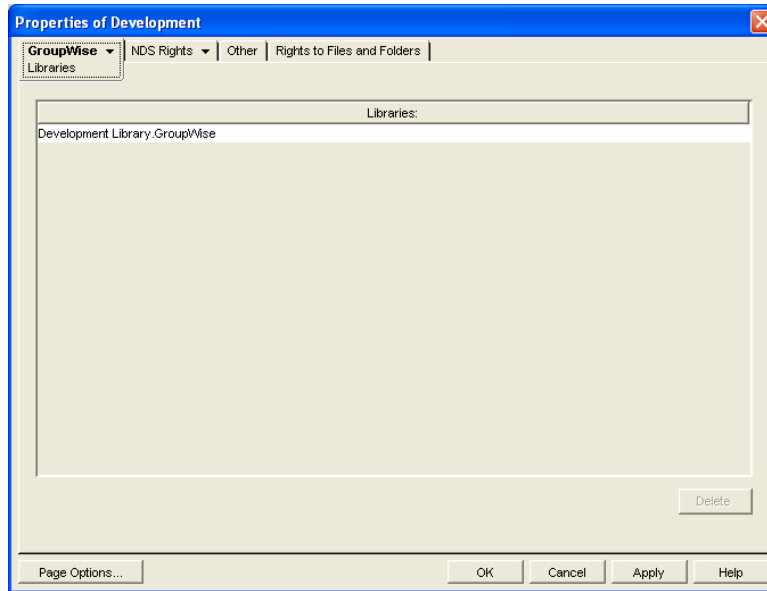 Properties of Development
GroupWise NDS Rights Other Rights to Files and Folders
Libraries
Libraries:
Development Library.GroupWise
Delete
Page Options... OK Cancel Apply Help